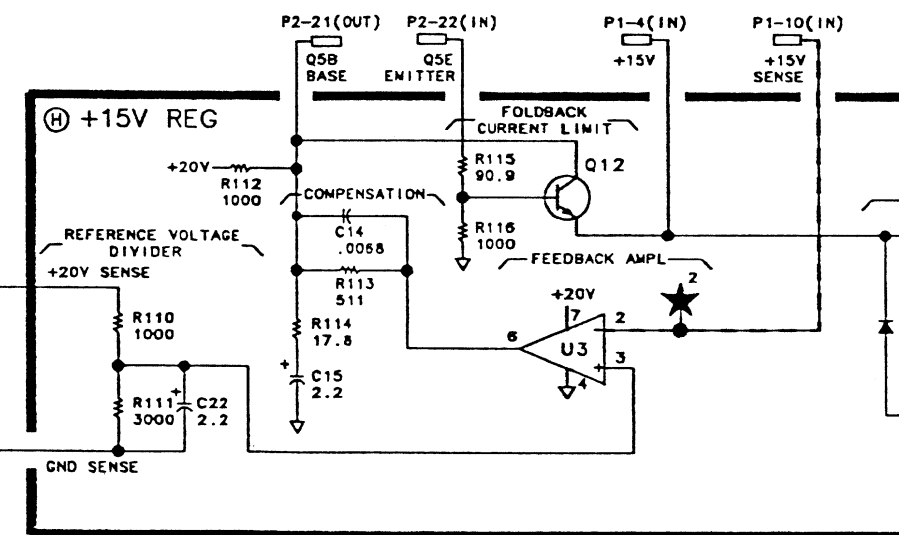 P2-21(OUT) P2-22(IN) P1-4(IN) P1-10(IN)
Q5B
BASE
Q5E
EMITTER
+15V
+15V
SENSE
H +15V REG
FOLDBACK
CURRENT LIMIT
+20V
R112
1000
R115
90.9
Q12
COMPENSATION
C14
.0068
R116
1000
REFERENCE VOLTAGE
DIVIDER
FEEDBACK AMPL
+20V SENSE
R113
511
2
+20V
R110
1000
R114
17.8
6
7
2
U3
3
+
4
+
C15
2.2
R111
3000
+
C22
2.2
GND SENSE